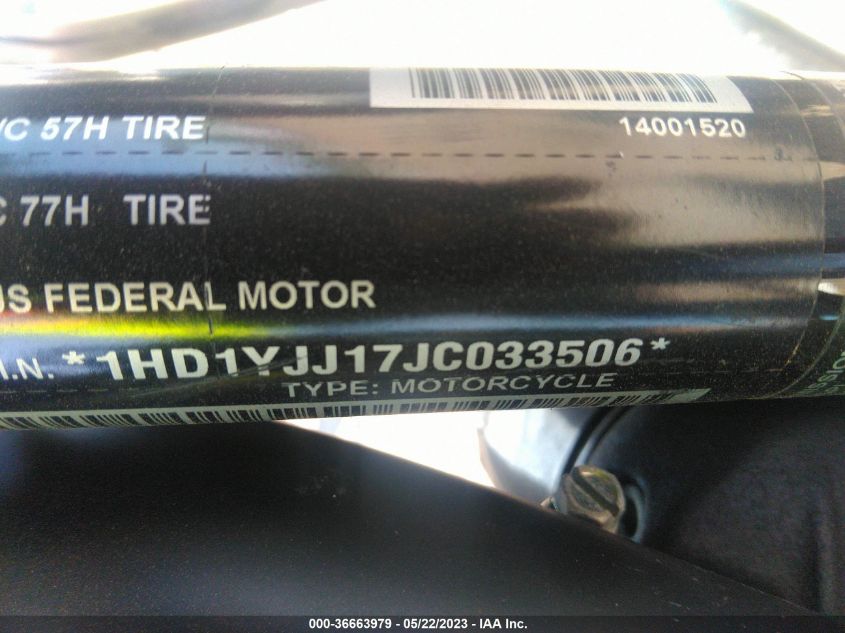 /C 57H TIRE
14001520
C 77H TIRE
US FEDERAL MOTOR
I.N. *1HD1YJJ17JC033506*
TYPE: MOTORCYCLE
000-36663979 - 05/22/2023 - IAA Inc.